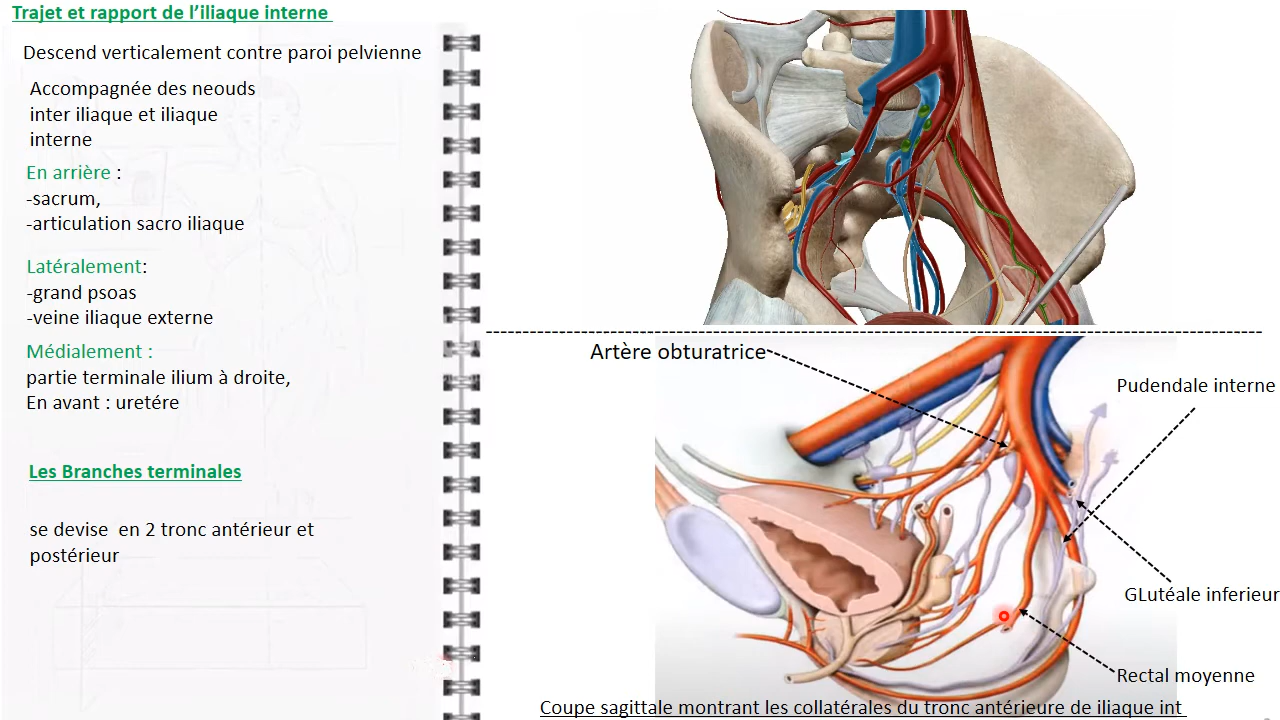 Trajet et rapport de l’iliaque interne
Descend verticalement contre paroi pelvienne
Accompagnée des neouds
inter iliaque et iliaque
interne
En arrière :
-sacrum,
-articulation sacro iliaque
Latéralement:
-grand psoas
-veine iliaque externe
Médialement :
partie terminale ilium à droite,
En avant : uretére
Les Branches terminales
se devise en 2 tronc antérieur et
postérieur
Artère obturatrice
Pudendale interne
GLutéale inferieur
Rectal moyenne
Coupe sagittale montrant les collatérales du tronc antérieure de iliaque int